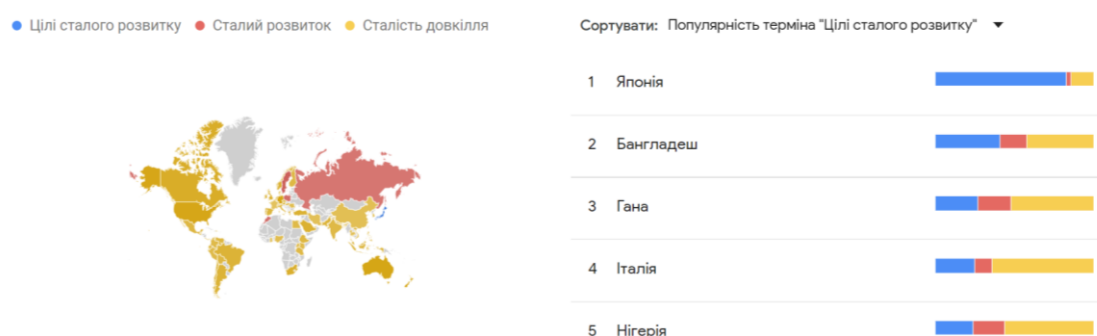 Цілі сталого розвитку Сталий розвиток Сталість довкілля
Сортувати: Популярність терміна "Цілі сталого розвитку"
1 Японія
2 Бангладеш
3 Гана
4 Італія
5 Нігерія